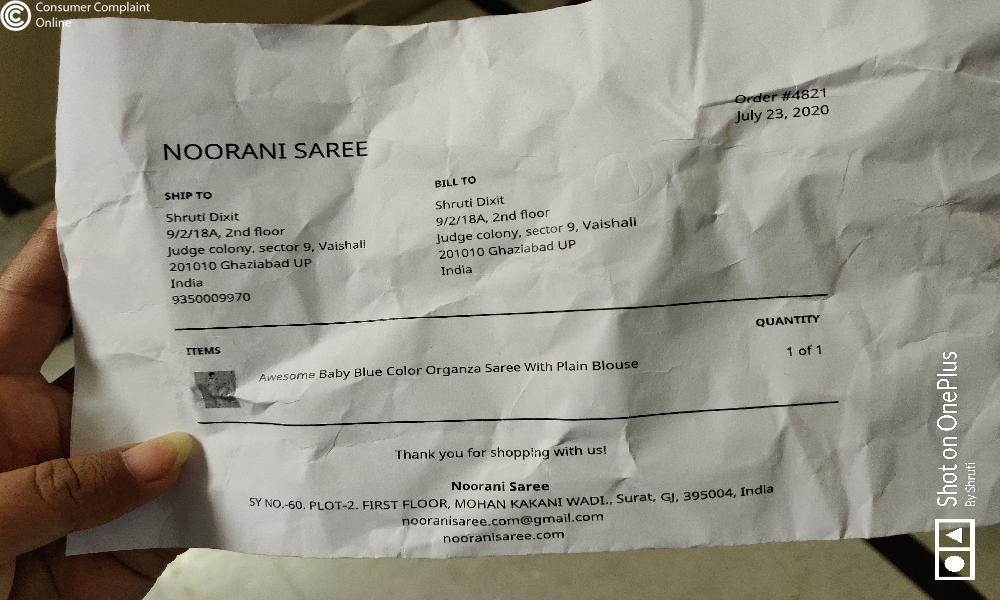 Consumer Complaint
Online
Order #4821
July 23, 2020
NOORANI SAREE
SHIP TO
Shruti Dixit
9/2/18A, 2nd floor
Judge colony, sector 9, Vaishali
201010 Ghaziabad UP
India
9350009970
BILL TO
Shruti Dixit
9/2/18A, 2nd floor
Judge colony, sector 9, Vaishali
201010 Ghaziabad UP
India
ITEMS
QUANTITY
Awesome Baby Blue Color Organza Saree With Plain Blouse
1 of 1
Thank you for shopping with us!
Noorani Saree
SY NO.-60. PLOT-2. FIRST FLOOR, MOHAN KAKANI WADI., Surat, GJ, 395004, India
nooranisaree.com@gmail.com
nooranisaree.com
Shot on OnePlus
By Shruti